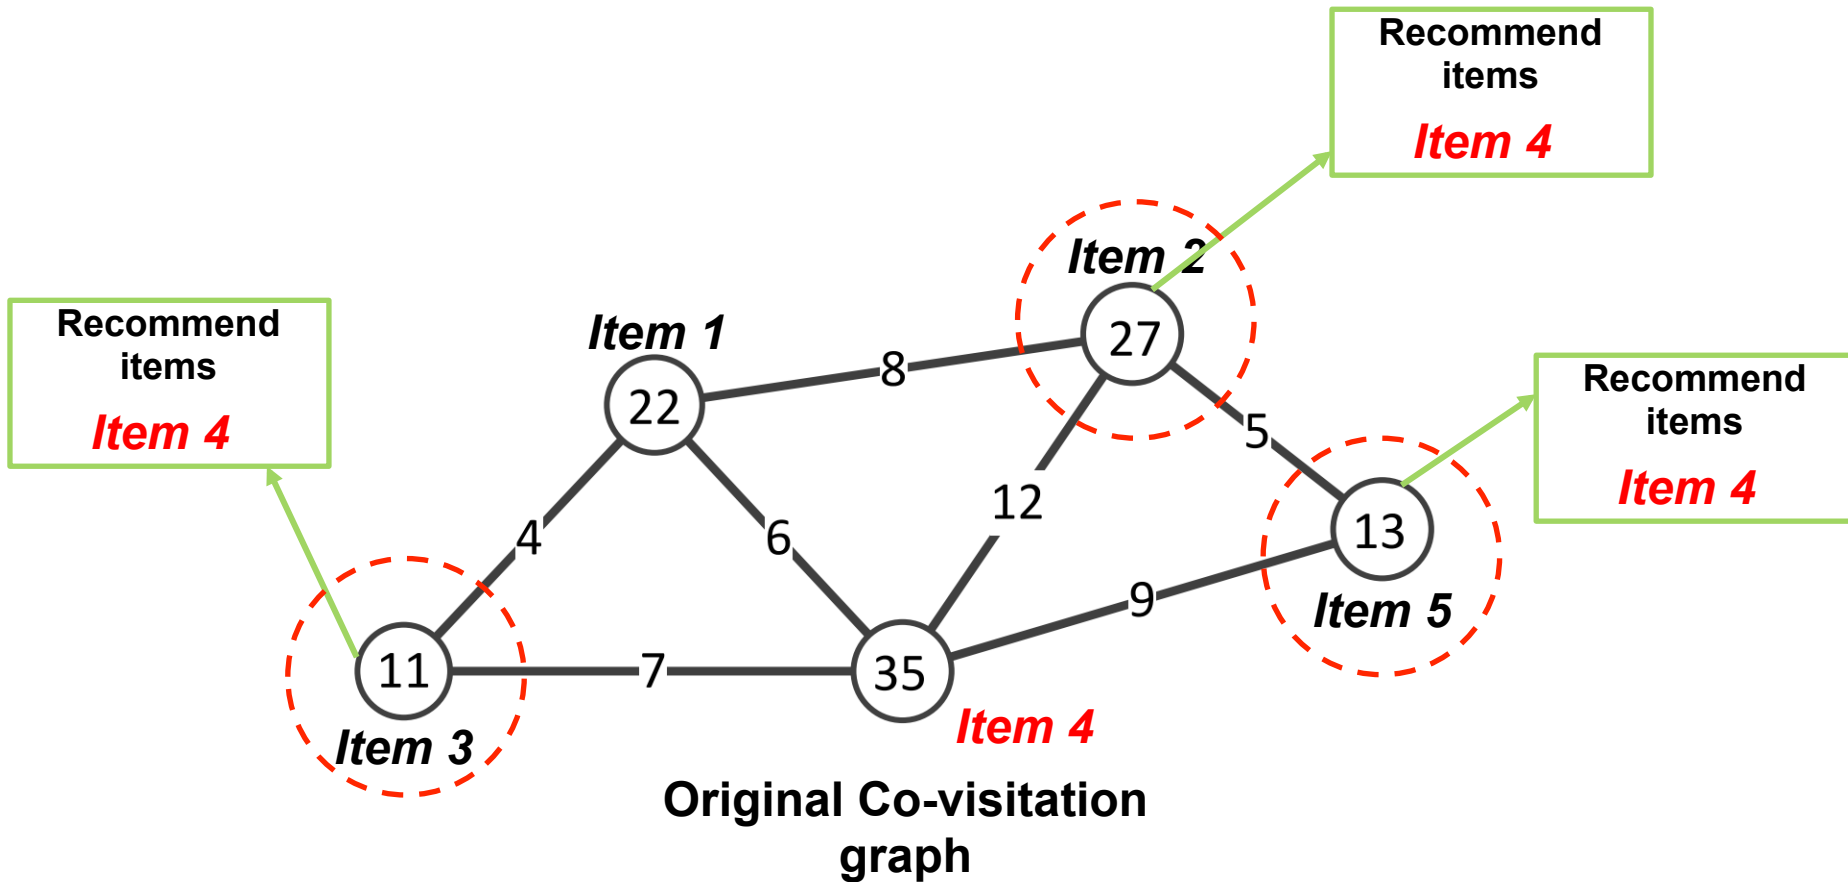 Recommend
items
Item 4
Item 2
27
Recommend
items
Item 4
Item 1
22
8
Recommend
items
Item 4
5
13
Item 5
4
6
12
9
11
Item 3
7
35
Item 4
Original Co-visitation
graph